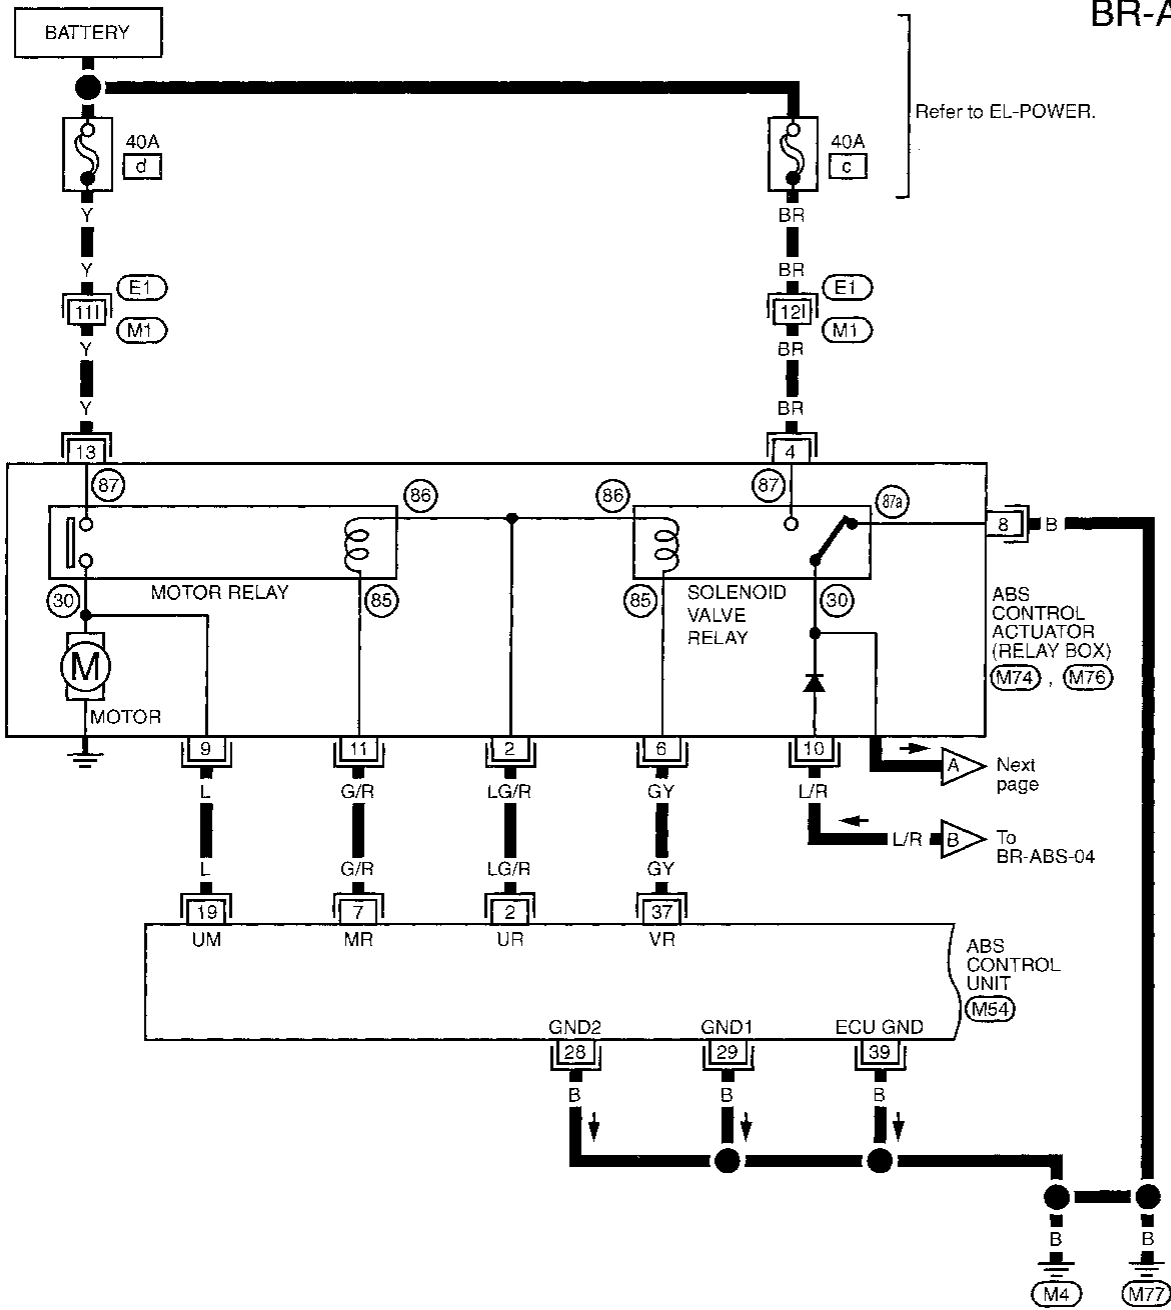 BR-A
BATTERY
Refer to EL-POWER.
40A
d
40A
c
Y
BR
Y
BR
E1
E1
11I
12I
M1
M1
Y
BR
Y
BR
13
4
87
86
86
87
87a
8
B
MOTOR RELAY
SOLENOID
VALVE
RELAY
30
85
85
30
ABS
CONTROL
ACTUATOR
(RELAY BOX)
M74 , M76
M
MOTOR
9
11
2
6
10
A
Next
page
L
G/R
LG/R
GY
L/R
L/R
B
To
BR-ABS-04
L
G/R
LG/R
GY
19
7
2
37
UM
MR
UR
VR
ABS
CONTROL
UNIT
M54
GND2
GND1
ECU GND
28
29
39
B
B
B
B
B
M4
M77